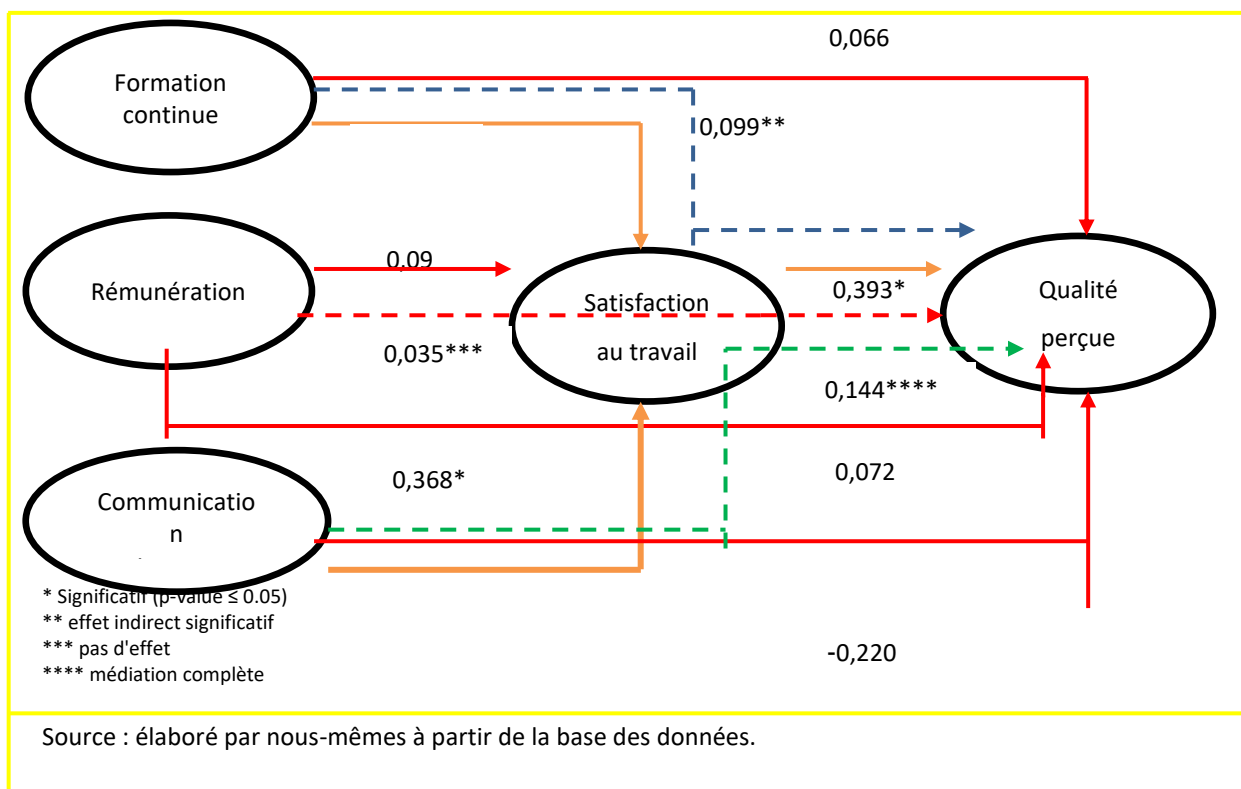 0,066
Formation
continue
0,099**
0,09
Rémunération
Satisfaction
au travail
0,393*
Qualité
perçue
0,035***
0,144****
0,368*
0,072
Communicatio
n
* Significatif (p-value ≤ 0.05)
** effet indirect significatif
*** pas d'effet
**** médiation complète
-0,220
Source : élaboré par nous-mêmes à partir de la base des données.